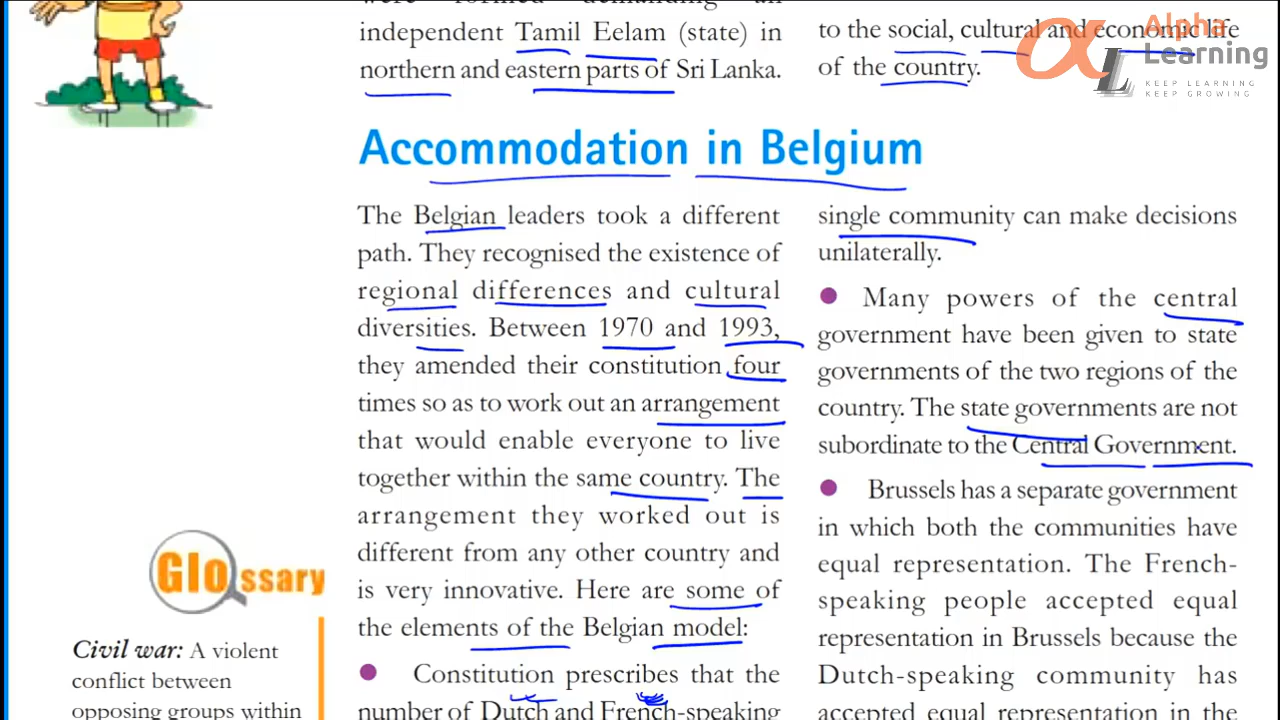 were formed demanding an
independent Tamil Eelam (state) in
northern and eastern parts of Sri Lanka.
to the social, cultural and economic life
of the country.
Alpha
Learning
KEEP LEARNING
KEEP GROWING
Accommodation in Belgium
The Belgian leaders took a different
path. They recognised the existence of
regional differences and cultural
diversities. Between 1970 and 1993,
they amended their constitution four
times so as to work out an arrangement
that would enable everyone to live
together within the same country. The
arrangement they worked out is
different from any other country and
is very innovative. Here are some of
the elements of the Belgian model:
Constitution prescribes that the
number of Dutch and French-speaking
single community can make decisions
unilaterally.
Many powers of the central
government have been given to state
governments of the two regions of the
country. The state governments are not
subordinate to the Central Government.
Brussels has a separate government
in which both the communities have
equal representation. The French-
speaking people accepted equal
representation in Brussels because the
Dutch-speaking community has
accepted equal representation in the
Glossary
Civil war: A violent
conflict between
opposing groups within